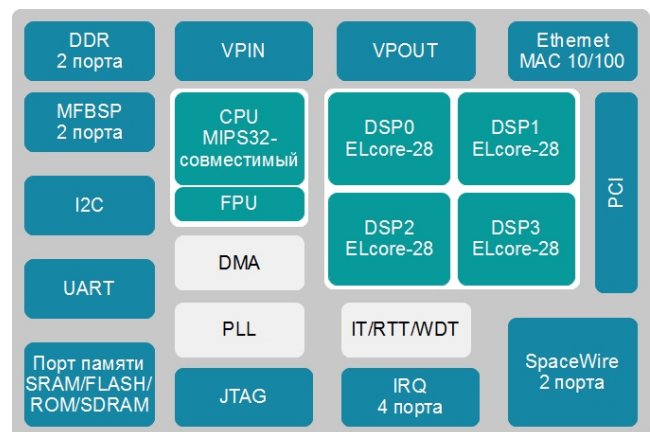 DDR
2 порта
VPIN
VPOUT
Ethernet
MAC 10/100
MFBSP
2 порта
CPU
MIPS32-
совместимый
FPU
DSP0
ELcore-28
DSP1
ELcore-28
PCI
I2C
DSP2
ELcore-28
DSP3
ELcore-28
DMA
UART
PLL
IT/RTT/WDT
SpaceWire
2 порта
Порт памяти
SRAM/FLASH/
ROM/SDRAM
JTAG
IRQ
4 порта